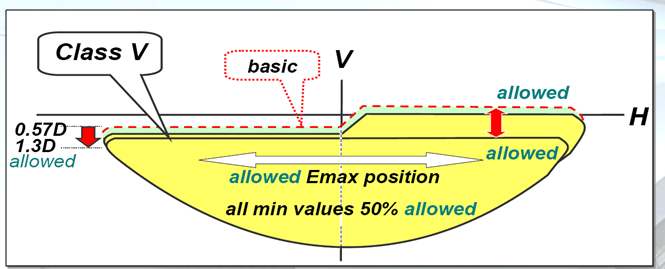 Class V
basic
V
allowed
H
0.57D
1.3D
allowed
allowed
allowed Emax position
all min values 50% allowed